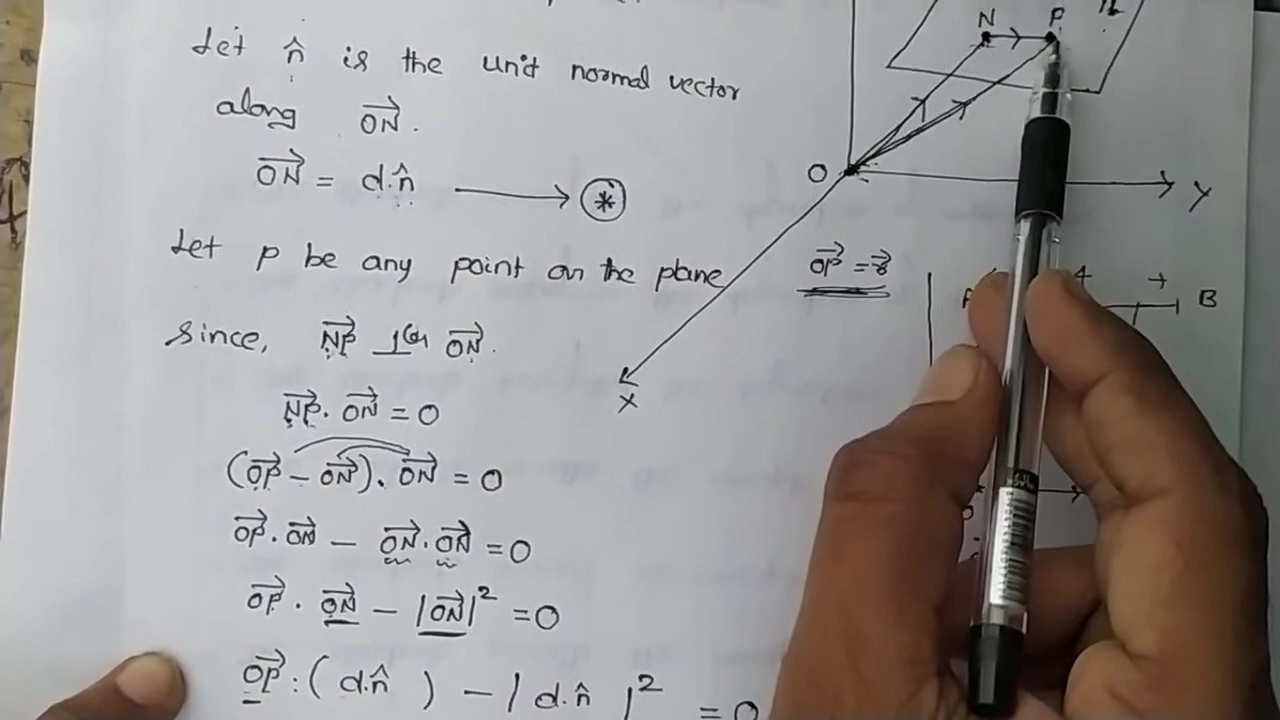 Let n̂ is the unit normal vector
along ON⃗.
ON⃗ = d.n̂ ⟶ (*)
Let P be any point on the plane
Since, NP⃗ ⊥lar ON⃗.
NP⃗ . ON⃗ = 0
(OP⃗ − ON⃗) . ON⃗ = 0
OP⃗ . ON⃗ − ON⃗ . ON⃗ = 0
OP⃗ . ON⃗ − |ON⃗|² = 0
OP⃗ . (d.n̂) − |d.n̂|² = 0
N P
O
Y
X
OP⃗ = r⃗
A
B